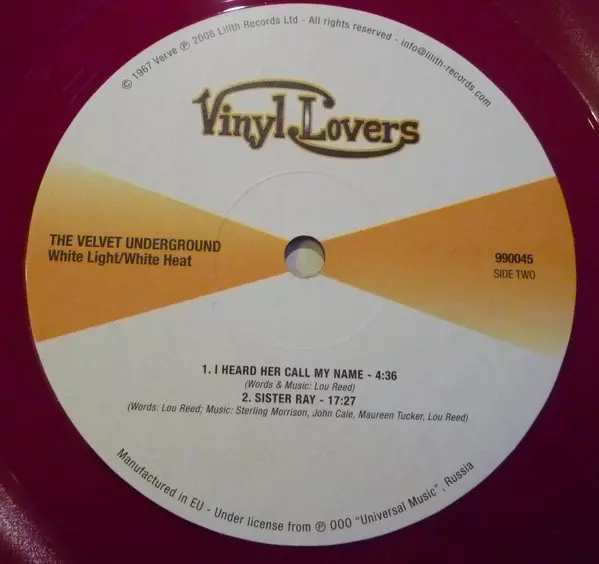 © 1967 Verve ℗ 2008 Lilith Records Ltd - All rights reserved - info@lilith-records.com
Vinyl Lovers
THE VELVET UNDERGROUND
White Light/White Heat
990045
SIDE TWO
1. I HEARD HER CALL MY NAME - 4:36
(Words & Music: Lou Reed)
2. SISTER RAY - 17:27
(Words: Lou Reed; Music: Sterling Morrison, John Cale, Maureen Tucker, Lou Reed)
Manufactured in EU - Under license from ℗ OOO "Universal Music", Russia